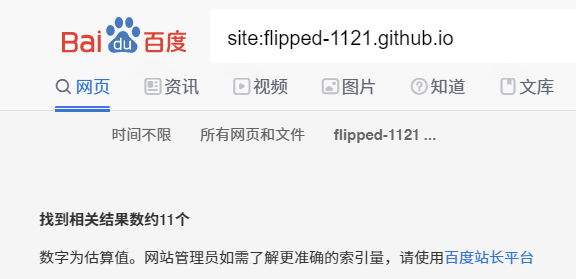 Bai du 百度
site:flipped-1121.github.io
网页 资讯 视频 图片 知道 文库
时间不限 所有网页和文件 flipped-1121 ...
找到相关结果数约11个
数字为估算值。网站管理员如需了解更准确的索引量，请使用百度站长平台